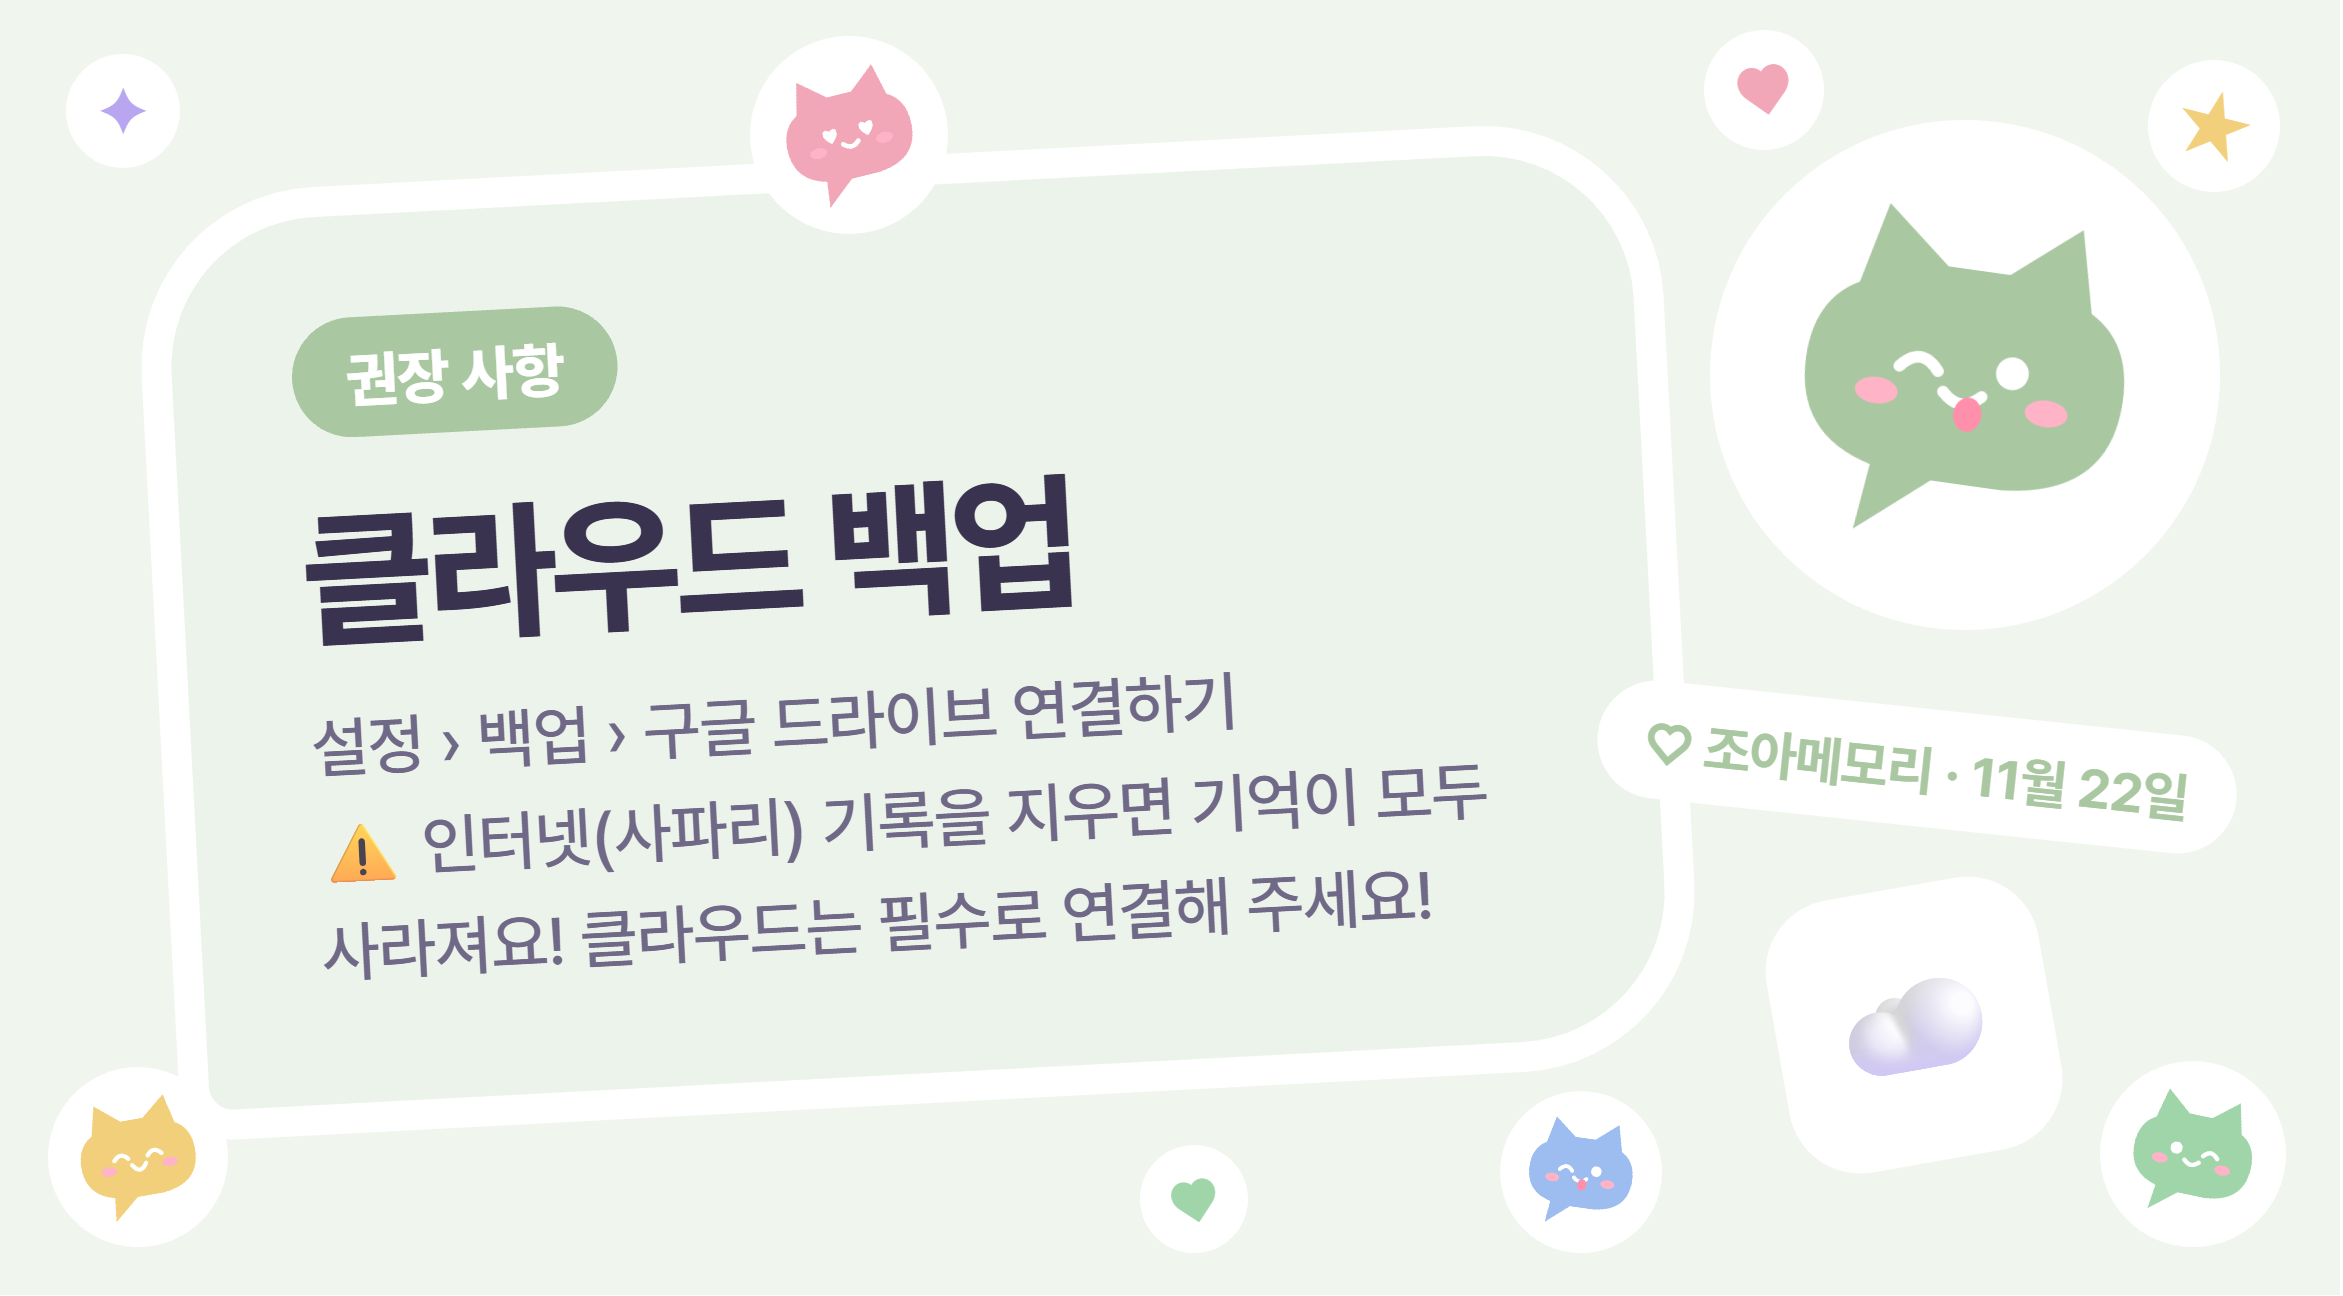 권장 사항
클라우드 백업
설정 › 백업 › 구글 드라이브 연결하기
⚠️ 인터넷(사파리) 기록을 지우면 기억이 모두
사라져요! 클라우드는 필수로 연결해 주세요!
♡ 조아메모리 · 11월 22일